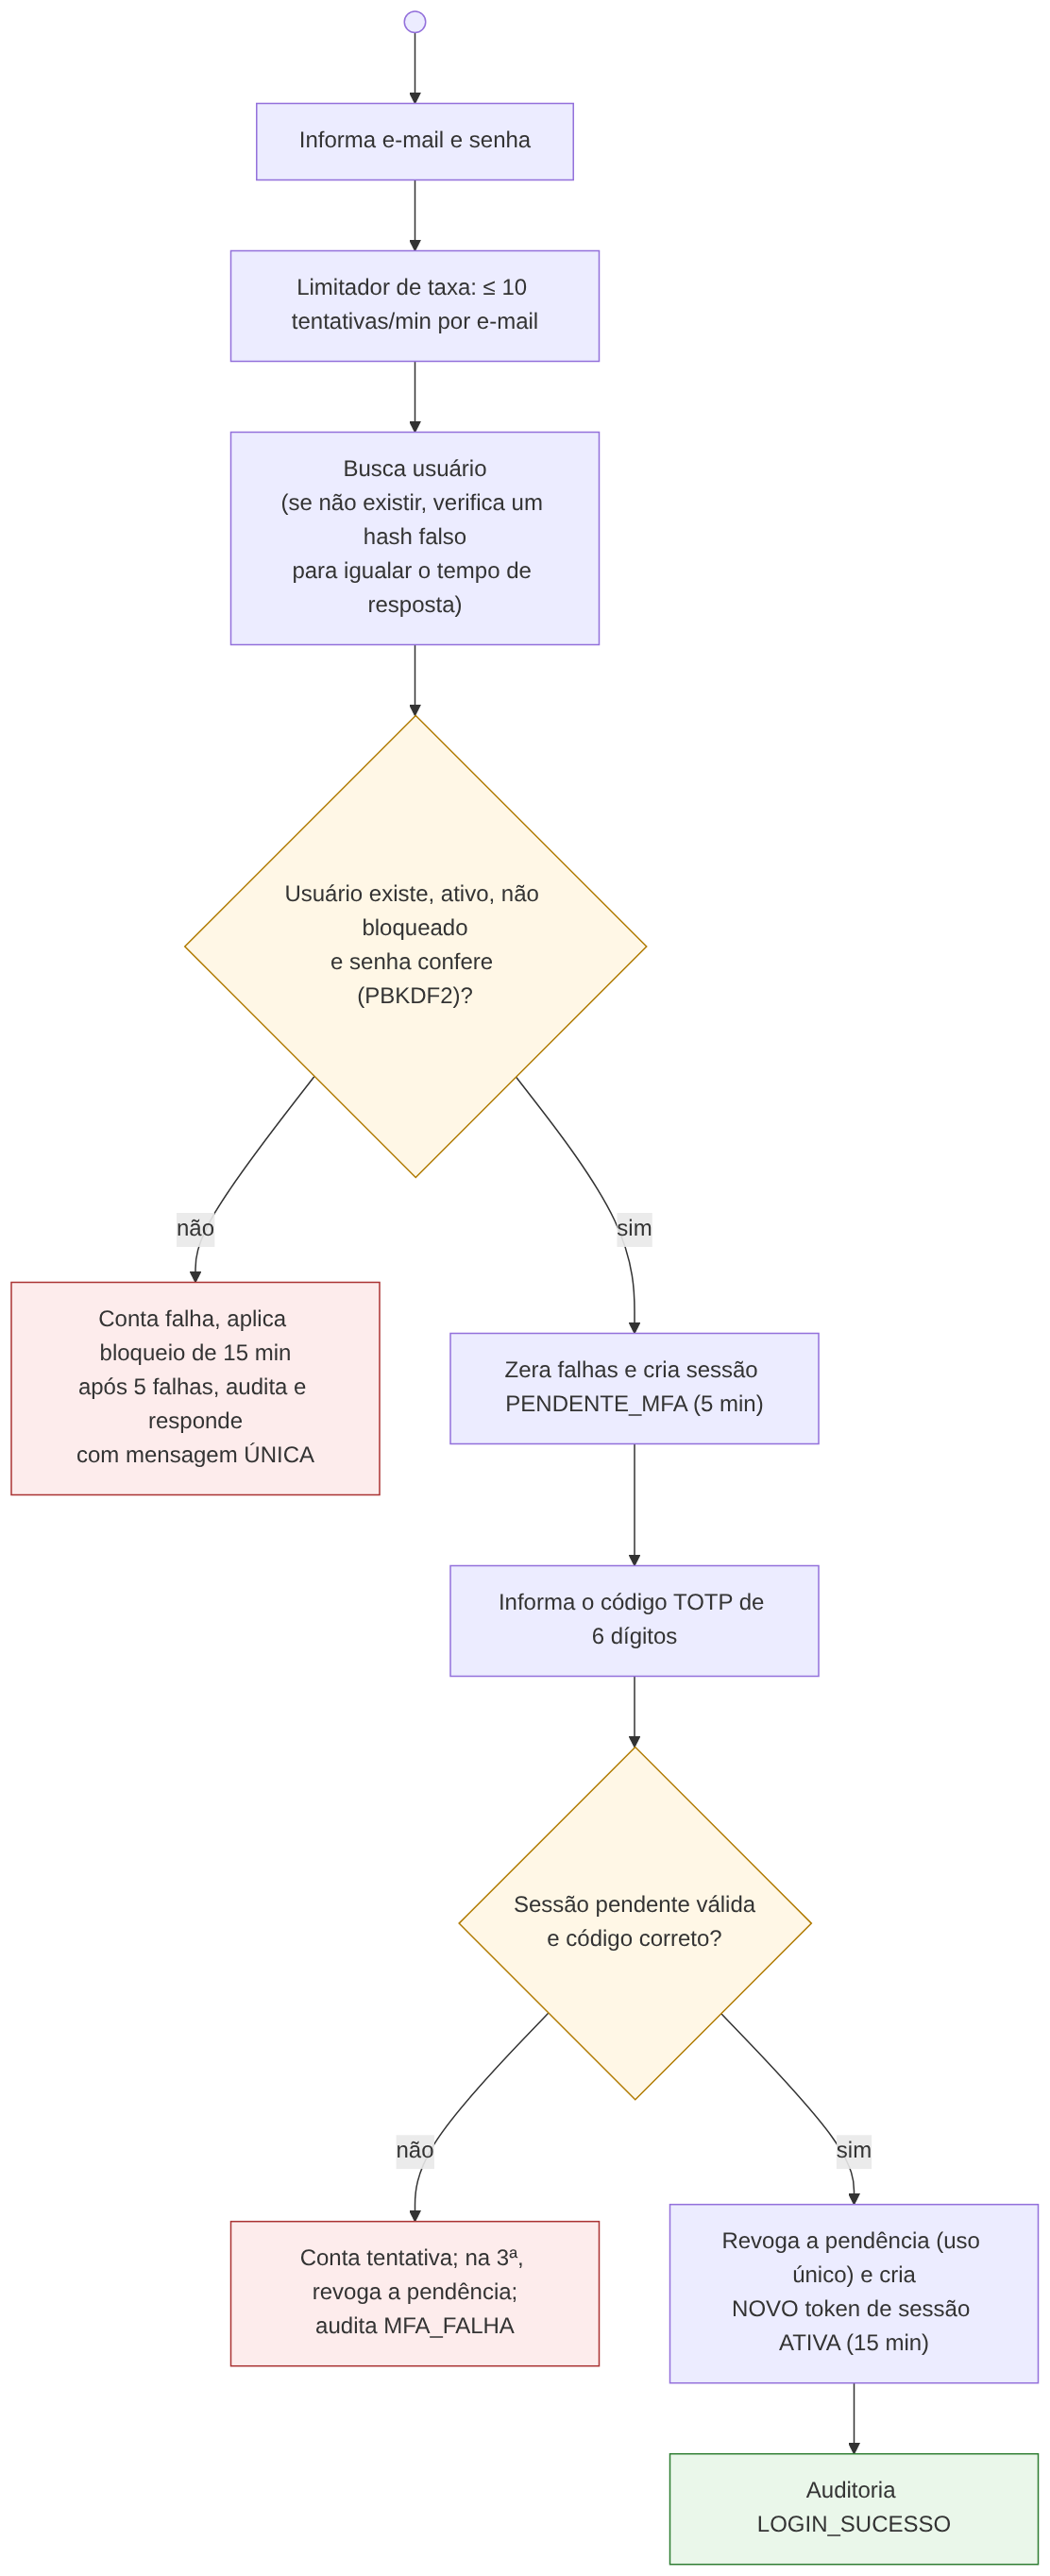 Informa e-mail e senha
Limitador de taxa: ≤ 10
tentativas/min por e-mail
Busca usuário
(se não existir, verifica um
hash falso
para igualar o tempo de
resposta)
Usuário existe, ativo, não
bloqueado
e senha confere
(PBKDF2)?
não
sim
Conta falha, aplica
bloqueio de 15 min
após 5 falhas, audita e
responde
com mensagem ÚNICA
Zera falhas e cria sessão
PENDENTE_MFA (5 min)
Informa o código TOTP de
6 dígitos
Sessão pendente válida
e código correto?
não
sim
Conta tentativa; na 3ª,
revoga a pendência;
audita MFA_FALHA
Revoga a pendência (uso
único) e cria
NOVO token de sessão
ATIVA (15 min)
Auditoria
LOGIN_SUCESSO